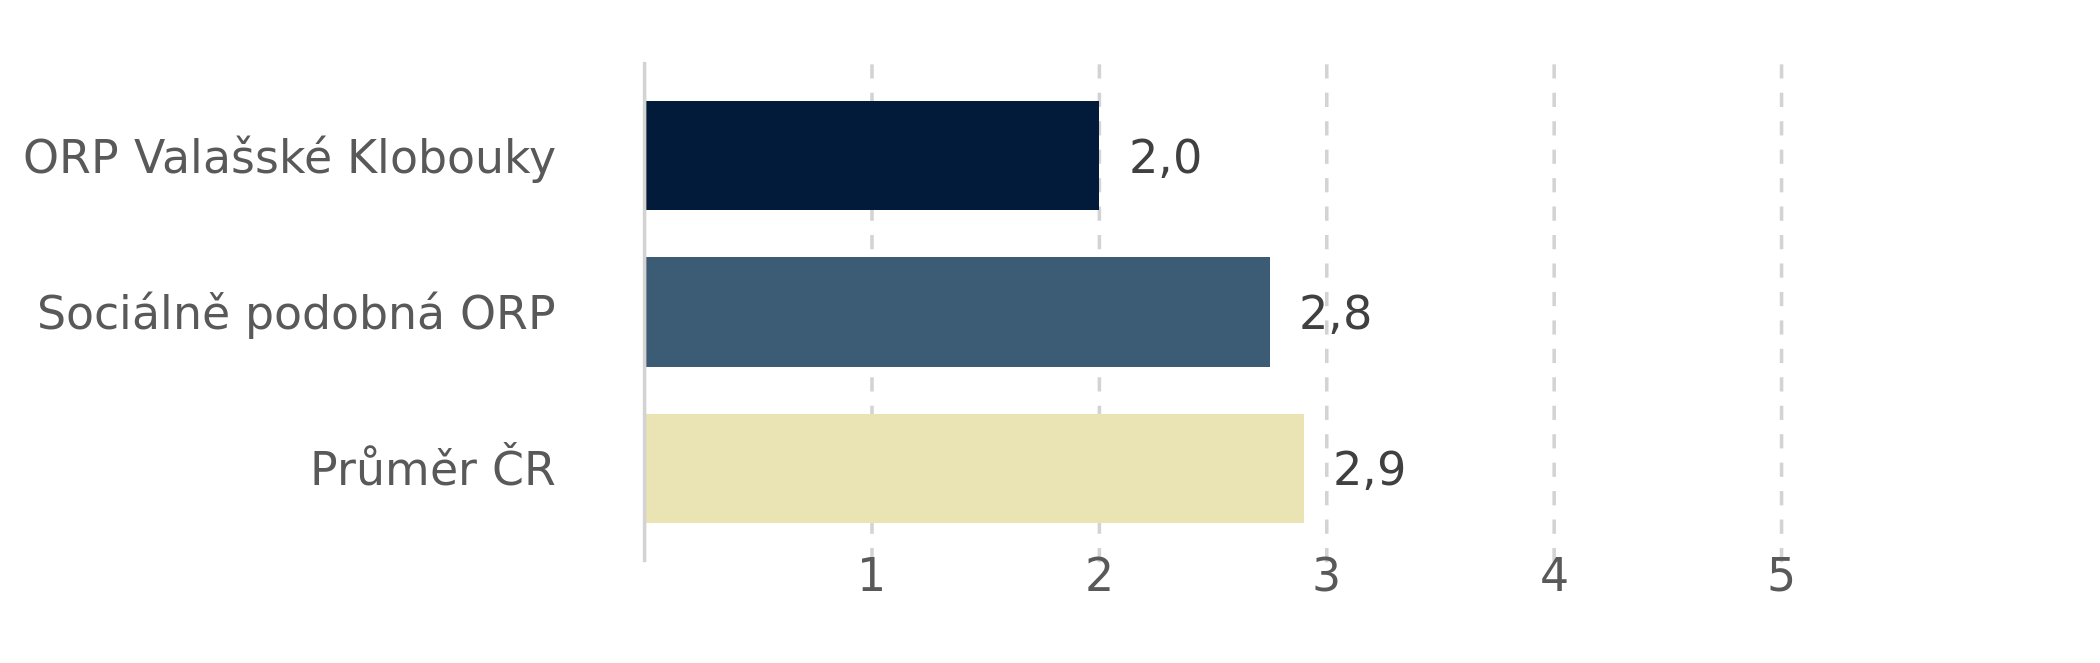 ORP Valašské Klobouky
2,0
Sociálně podobná ORP
2,8
Průměr ČR
2,9
1 2 3 4 5